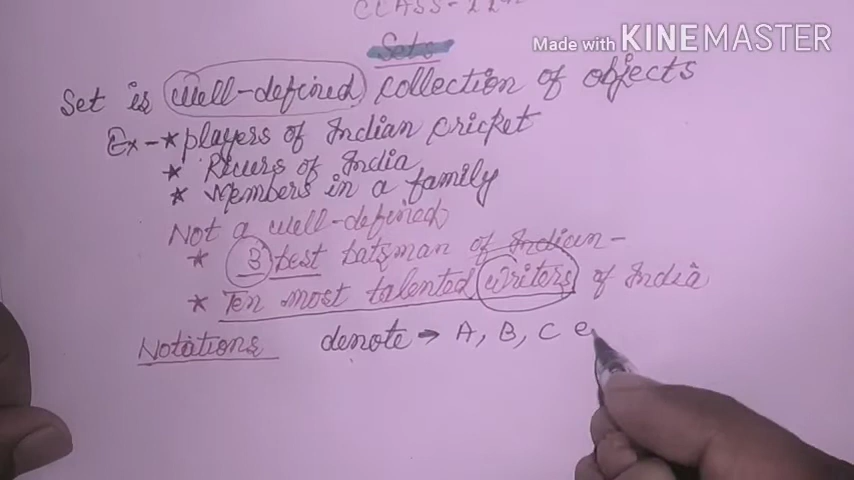 CLASS-11
Made with KINEMASTER
Sets
Set is well-defined collection of objects
Ex-* players of Indian cricket
* Rivers of India
* Members in a family
Not a well-defined
* 3 best batsman of Indian-
* Ten most talented writers of India
Notations denote → A, B, C e